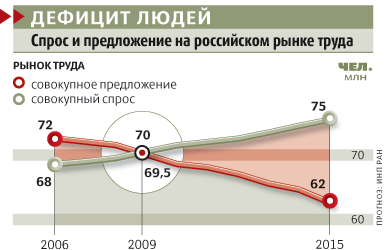 ДЕФИЦИТ ЛЮДЕЙ
Спрос и предложение на российском рынке труда
РЫНОК ТРУДА
ЧЕЛ.
МЛН
совокупное предложение
совокупный спрос
72
70
75
68
69,5
62
70
60
2006
2009
2015
ПРОГНОЗ: ИНП РАН